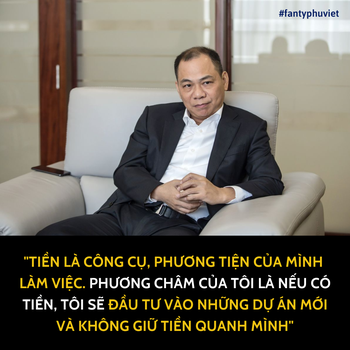 #fantyphuviet
"TIỀN LÀ CÔNG CỤ, PHƯƠNG TIỆN CỦA MÌNH
LÀM VIỆC. PHƯƠNG CHÂM CỦA TÔI LÀ NẾU CÓ
TIỀN, TÔI SẼ ĐẦU TƯ VÀO NHỮNG DỰ ÁN MỚI
VÀ KHÔNG GIỮ TIỀN QUANH MÌNH"